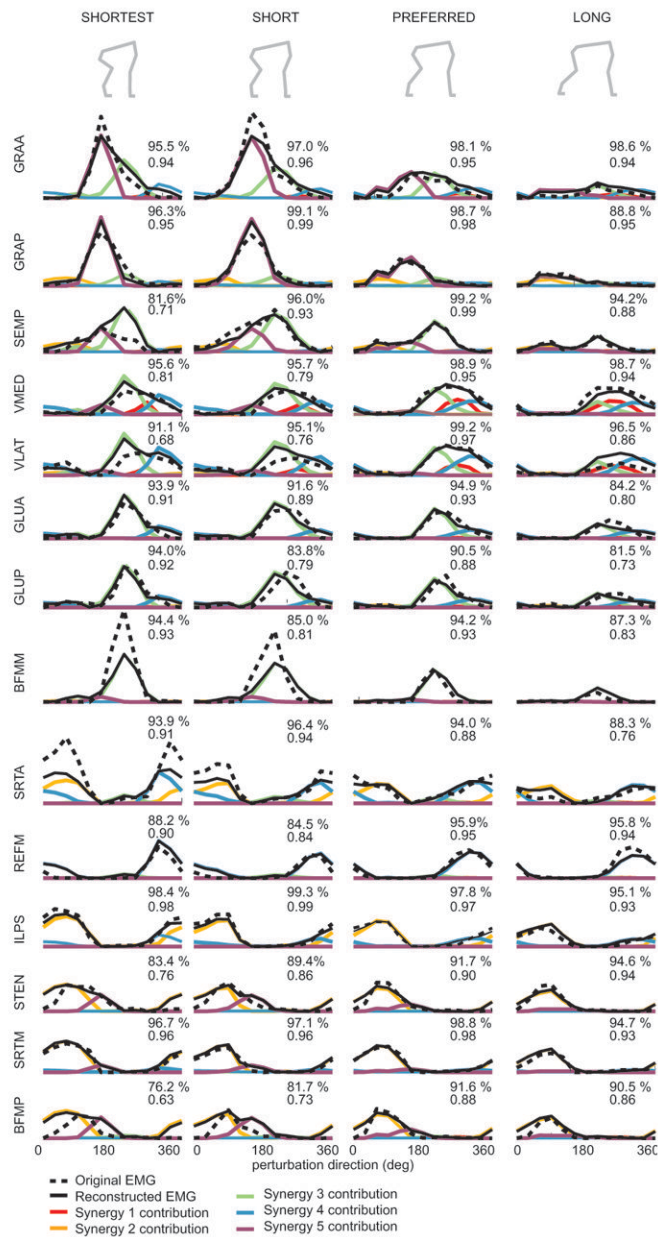 SHORTEST SHORT PREFERRED LONG
GRAA
95.5 % 97.0 % 98.1 % 98.6 %
0.94 0.96 0.95 0.94
GRAP
96.3% 99.1 % 98.7 % 88.8 %
0.95 0.99 0.98 0.95
SEMP
81.6% 96.0% 99.2 % 94.2%
0.71 0.93 0.99 0.88
VMED
95.6 % 95.7 % 98.9 % 98.7 %
0.81 0.79 0.95 0.94
VLAT
91.1 % 95.1% 99.2 % 96.5 %
0.68 0.76 0.97 0.86
GLUA
93.9 % 91.6 % 94.9 % 84.2 %
0.91 0.89 0.93 0.80
GLUP
94.0% 83.8% 90.5 % 81.5 %
0.92 0.79 0.88 0.73
BFMM
94.4 % 85.0 % 94.2 % 87.3 %
0.93 0.81 0.93 0.83
SRTA
93.9 % 96.4 % 94.0 % 88.3 %
0.91 0.94 0.88 0.76
REFM
88.2 % 84.5 % 95.9% 95.8 %
0.90 0.84 0.95 0.94
ILPS
98.4 % 99.3 % 97.8 % 95.1 %
0.98 0.99 0.97 0.93
STEN
83.4 % 89.4 % 91.7 % 94.6 %
0.76 0.86 0.90 0.94
SRTM
96.7 % 97.1 % 98.8 % 94.7 %
0.96 0.96 0.98 0.93
BFMP
76.2 % 81.7 % 91.6 % 90.5 %
0.63 0.73 0.88 0.86
0 180 360 0 180 360 0 180 360 0 180 360
perturbation direction (deg)
Original EMG
Reconstructed EMG
Synergy 1 contribution
Synergy 2 contribution
Synergy 3 contribution
Synergy 4 contribution
Synergy 5 contribution